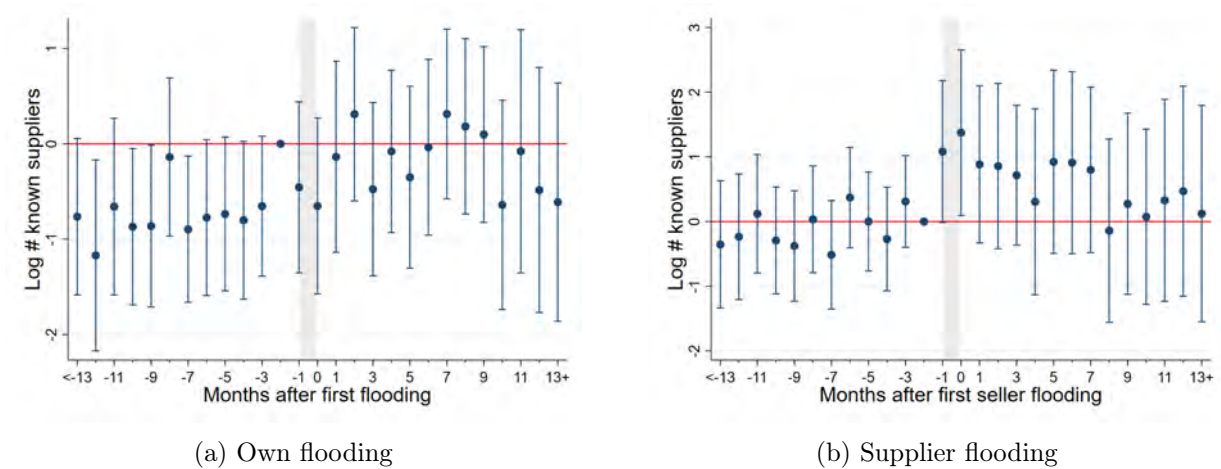 Log # known suppliers
1
0
-1
-2
<-13 -11 -9 -7 -5 -3 -1 0 1 3 5 7 9 11 13+
Months after first flooding
(a) Own flooding
Log # known suppliers
3
2
1
0
-1
-2
<-13 -11 -9 -7 -5 -3 -1 0 1 3 5 7 9 11 13+
Months after first seller flooding
(b) Supplier flooding